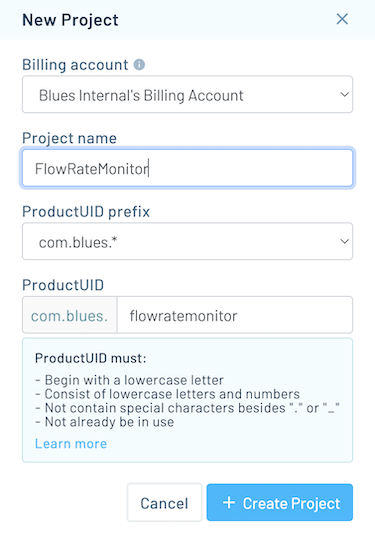 New Project
Billing account
Blues Internal's Billing Account
Project name
FlowRateMonitor
ProductUID prefix
com.blues.*
ProductUID
com.blues. flowratemonitor
ProductUID must:
- Begin with a lowercase letter
- Consist of lowercase letters and numbers
- Not contain special characters besides "." or "_"
- Not already be in use
Learn more
Cancel + Create Project